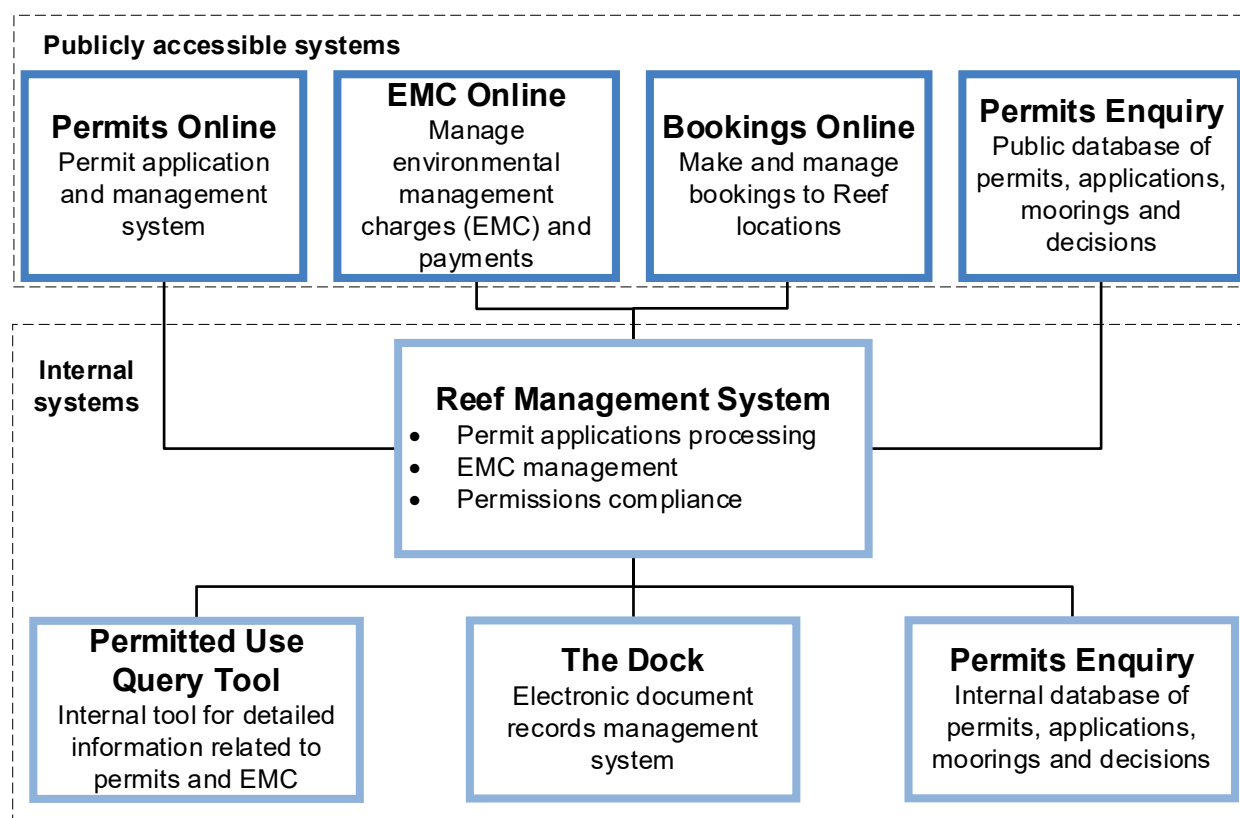 Publicly accessible systems
Permits Online
Permit application
and management
system
EMC Online
Manage
environmental
management
charges (EMC) and
payments
Bookings Online
Make and manage
bookings to Reef
locations
Permits Enquiry
Public database of
permits, applications,
moorings and
decisions
Internal
systems
Reef Management System
• Permit applications processing
• EMC management
• Permissions compliance
Permitted Use
Query Tool
Internal tool for detailed
information related to
permits and EMC
The Dock
Electronic document
records management
system
Permits Enquiry
Internal database of
permits, applications,
moorings and decisions